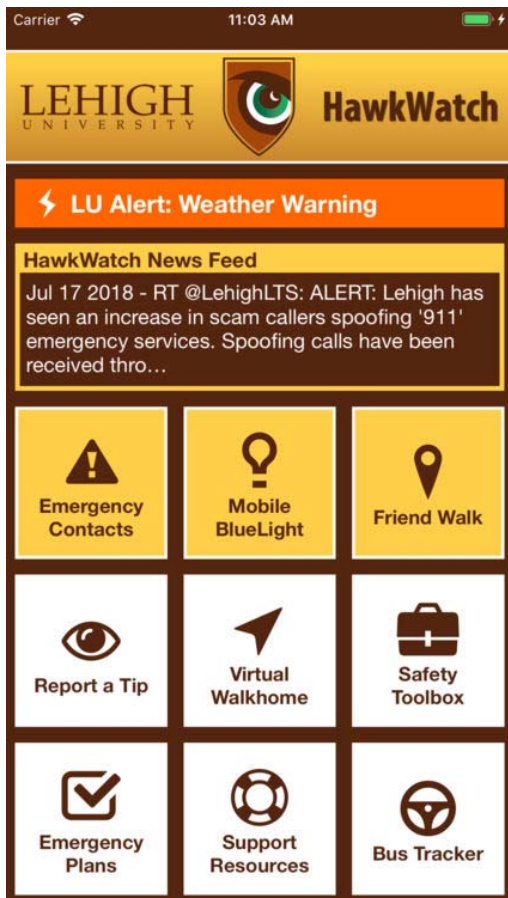 Carrier 11:03 AM
LEHIGH
UNIVERSITY
HawkWatch
LU Alert: Weather Warning
HawkWatch News Feed
Jul 17 2018 - RT @LehighLTS: ALERT: Lehigh has
seen an increase in scam callers spoofing '911'
emergency services. Spoofing calls have been
received thro…
Emergency
Contacts
Mobile
BlueLight
Friend Walk
Report a Tip
Virtual
Walkhome
Safety
Toolbox
Emergency
Plans
Support
Resources
Bus Tracker